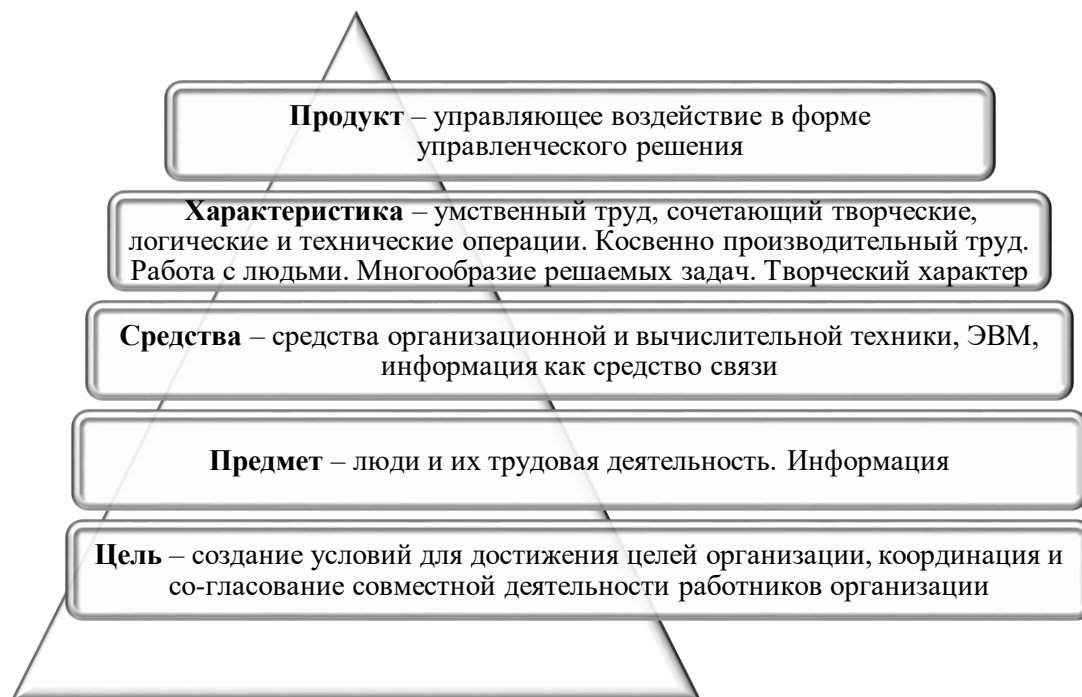 Продукт – управляющее воздействие в форме
управленческого решения
Характеристика – умственный труд, сочетающий творческие,
логические и технические операции. Косвенно производительный труд.
Работа с людьми. Многообразие решаемых задач. Творческий характер
Средства – средства организационной и вычислительной техники, ЭВМ,
информация как средство связи
Предмет – люди и их трудовая деятельность. Информация
Цель – создание условий для достижения целей организации, координация и
со-гласование совместной деятельности работников организации